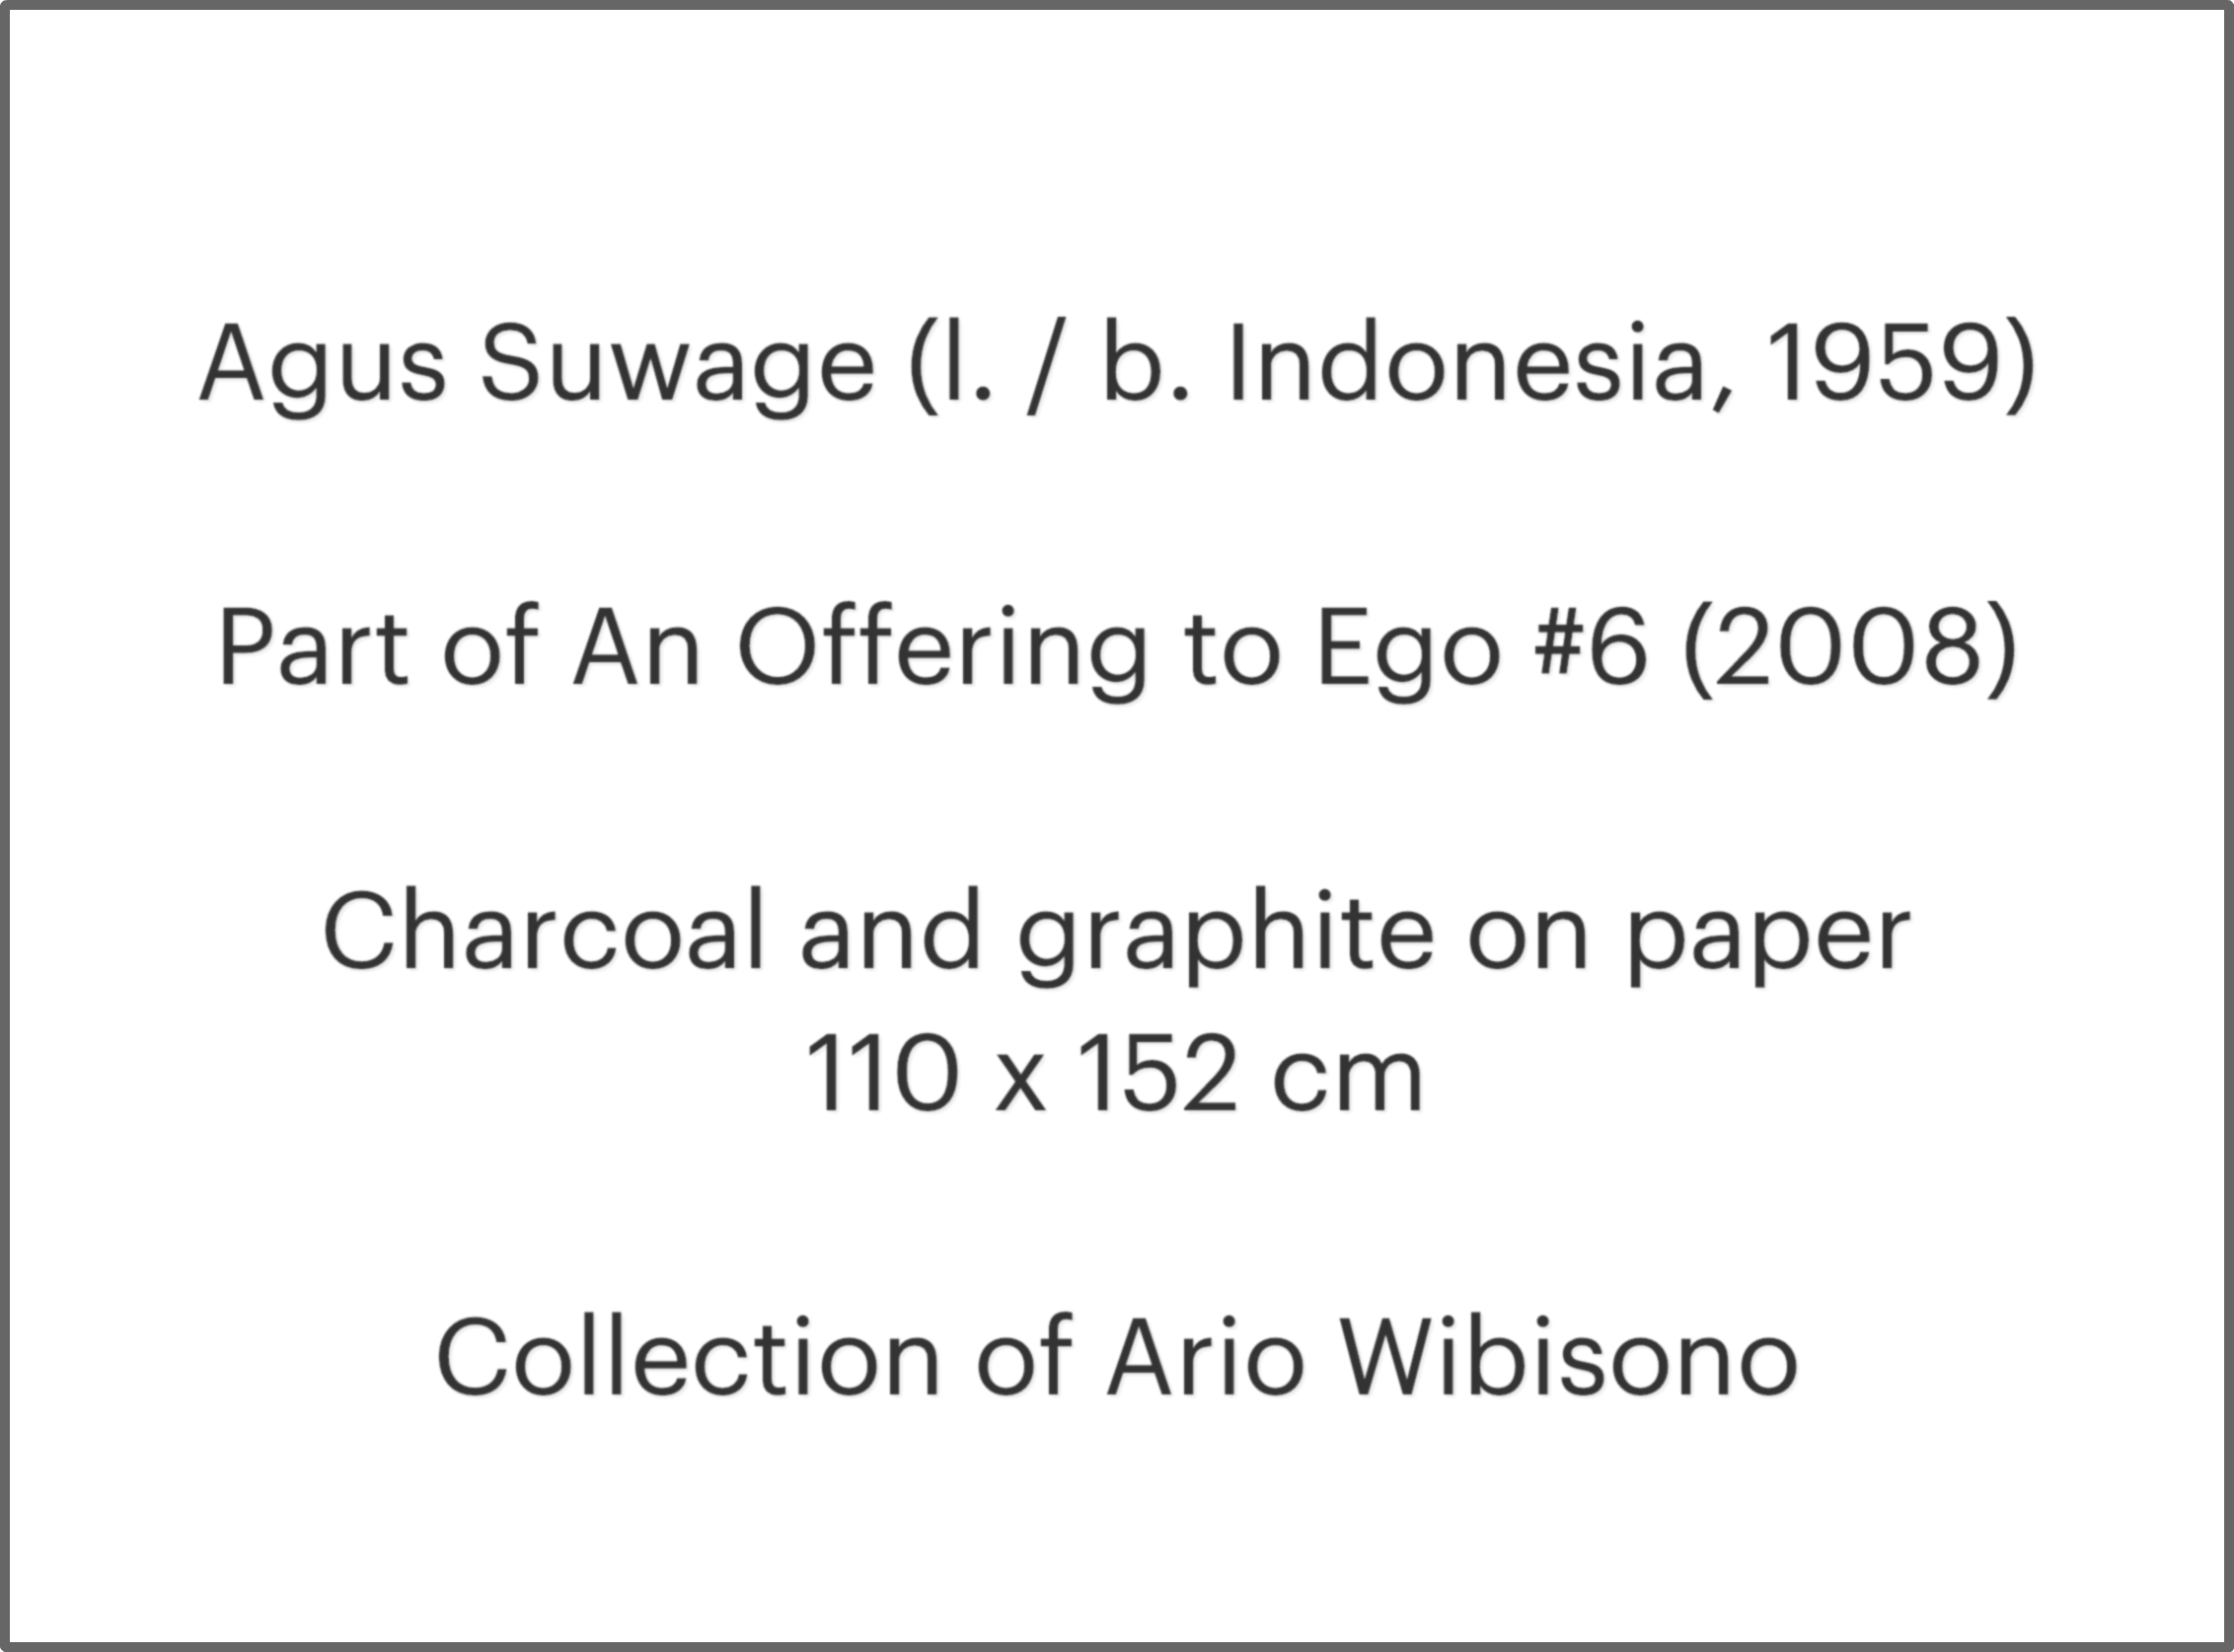 Agus Suwage (l. / b. Indonesia, 1959)
Part of An Offering to Ego #6 (2008)
Charcoal and graphite on paper
110 x 152 cm
Collection of Ario Wibisono